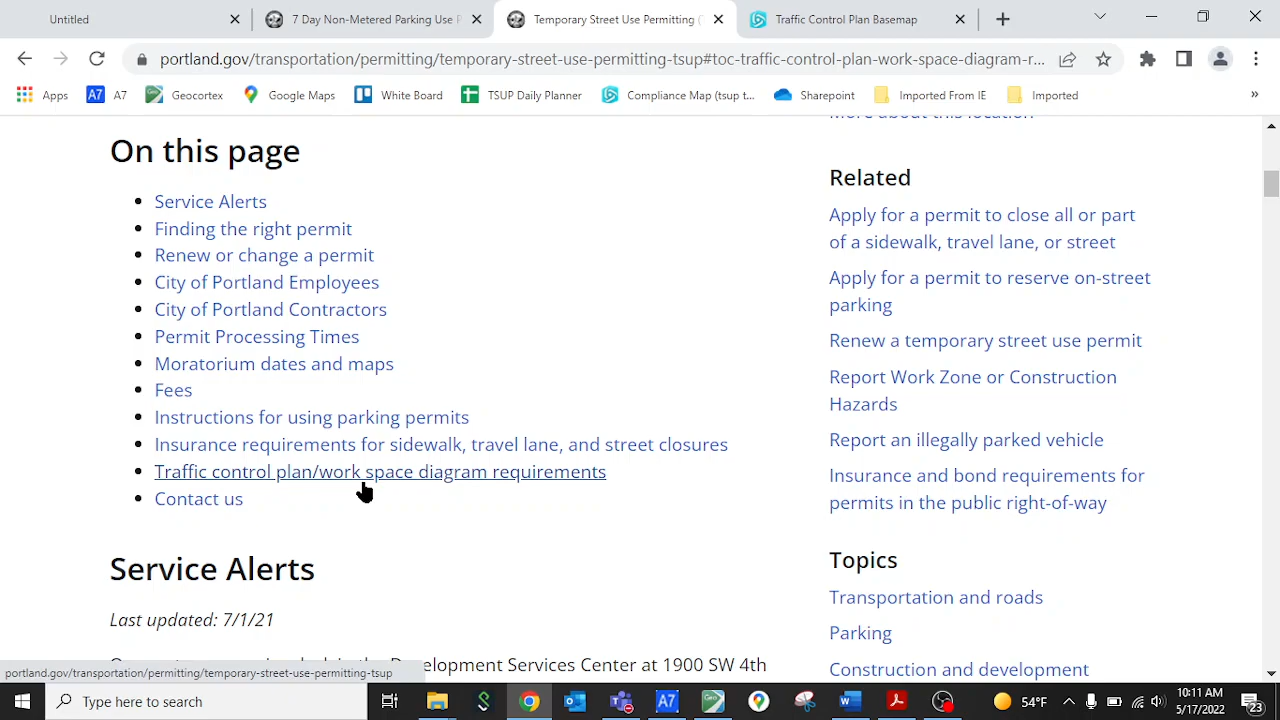 Untitled
7 Day Non-Metered Parking Use P
Temporary Street Use Permitting (
Traffic Control Plan Basemap
portland.gov/transportation/permitting/temporary-street-use-permitting-tsup#toc-traffic-control-plan-work-space-diagram-r...
Apps
A7
A7
Geocortex
Google Maps
White Board
TSUP Daily Planner
Compliance Map (tsup t...
Sharepoint
Imported From IE
Imported
»
On this page
Service Alerts
Finding the right permit
Renew or change a permit
City of Portland Employees
City of Portland Contractors
Permit Processing Times
Moratorium dates and maps
Fees
Instructions for using parking permits
Insurance requirements for sidewalk, travel lane, and street closures
Traffic control plan/work space diagram requirements
Contact us
Service Alerts
Last updated: 7/1/21
Development Services Center at 1900 SW 4th
More about this location
Related
Apply for a permit to close all or part
of a sidewalk, travel lane, or street
Apply for a permit to reserve on-street
parking
Renew a temporary street use permit
Report Work Zone or Construction
Hazards
Report an illegally parked vehicle
Insurance and bond requirements for
permits in the public right-of-way
Topics
Transportation and roads
Parking
Construction and development
portland.gov/transportation/permitting/temporary-street-use-permitting-tsup
Type here to search
A7
54°F
10:11 AM
5/17/2022
23